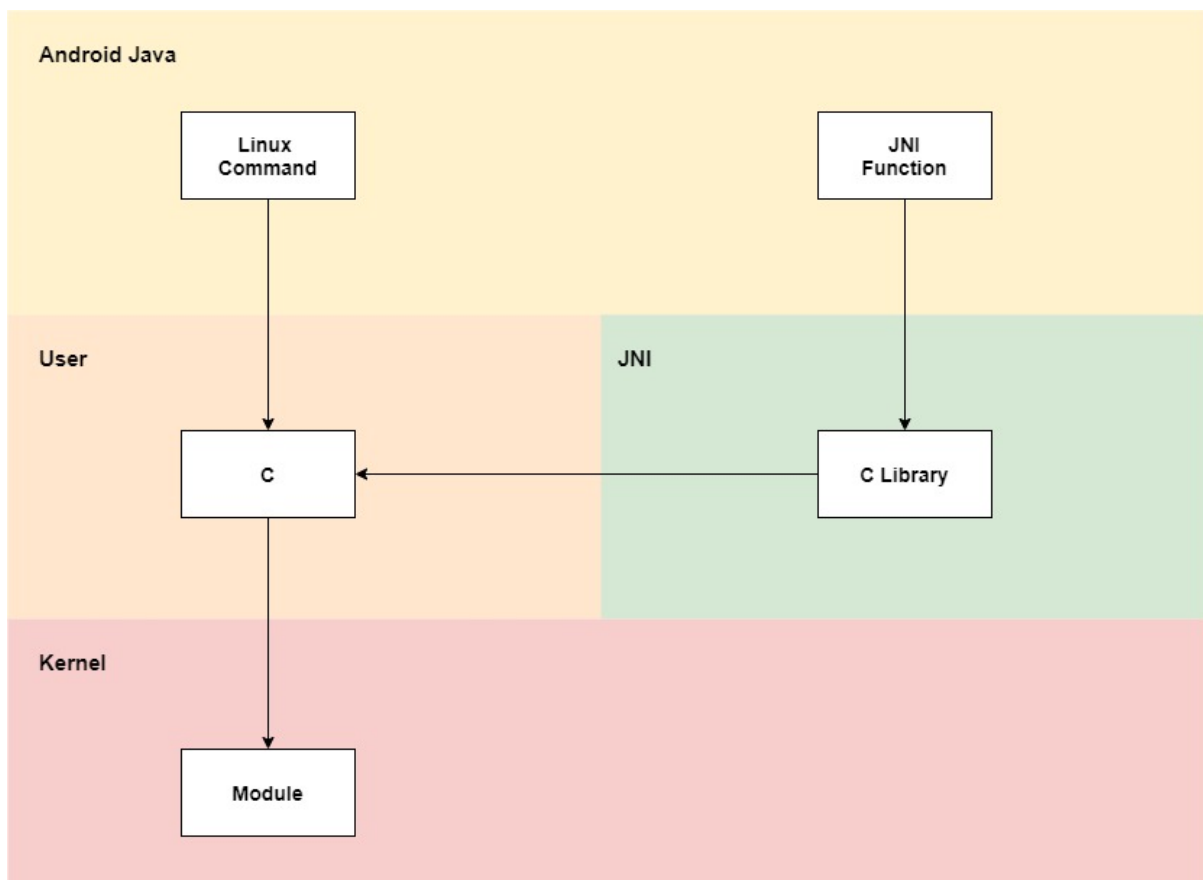 Android Java
Linux
Command
JNI
Function
User
JNI
C
C Library
Kernel
Module